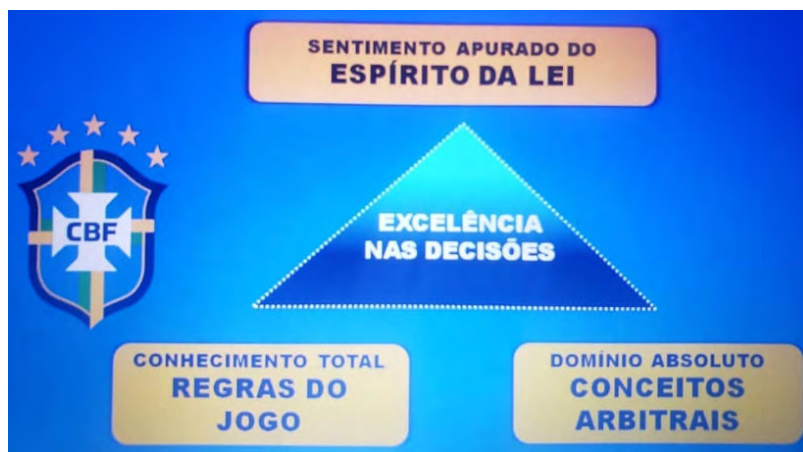 SENTIMENTO APURADO DO
ESPÍRITO DA LEI
CBF
EXCELÊNCIA
NAS DECISÕES
CONHECIMENTO TOTAL
REGRAS DO
JOGO
DOMÍNIO ABSOLUTO
CONCEITOS
ARBITRAIS